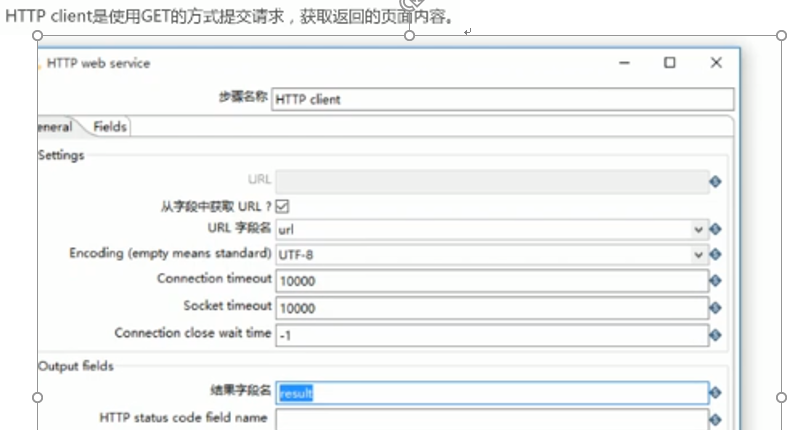 HTTP client是使用GET的方式提交请求，获取返回的页面内容。
HTTP web service
步骤名称 HTTP client
eneral Fields
Settings
URL
从字段中获取 URL ?
URL 字段名 url
Encoding (empty means standard) UTF-8
Connection timeout 10000
Socket timeout 10000
Connection close wait time -1
Output fields
结果字段名 result
HTTP status code field name